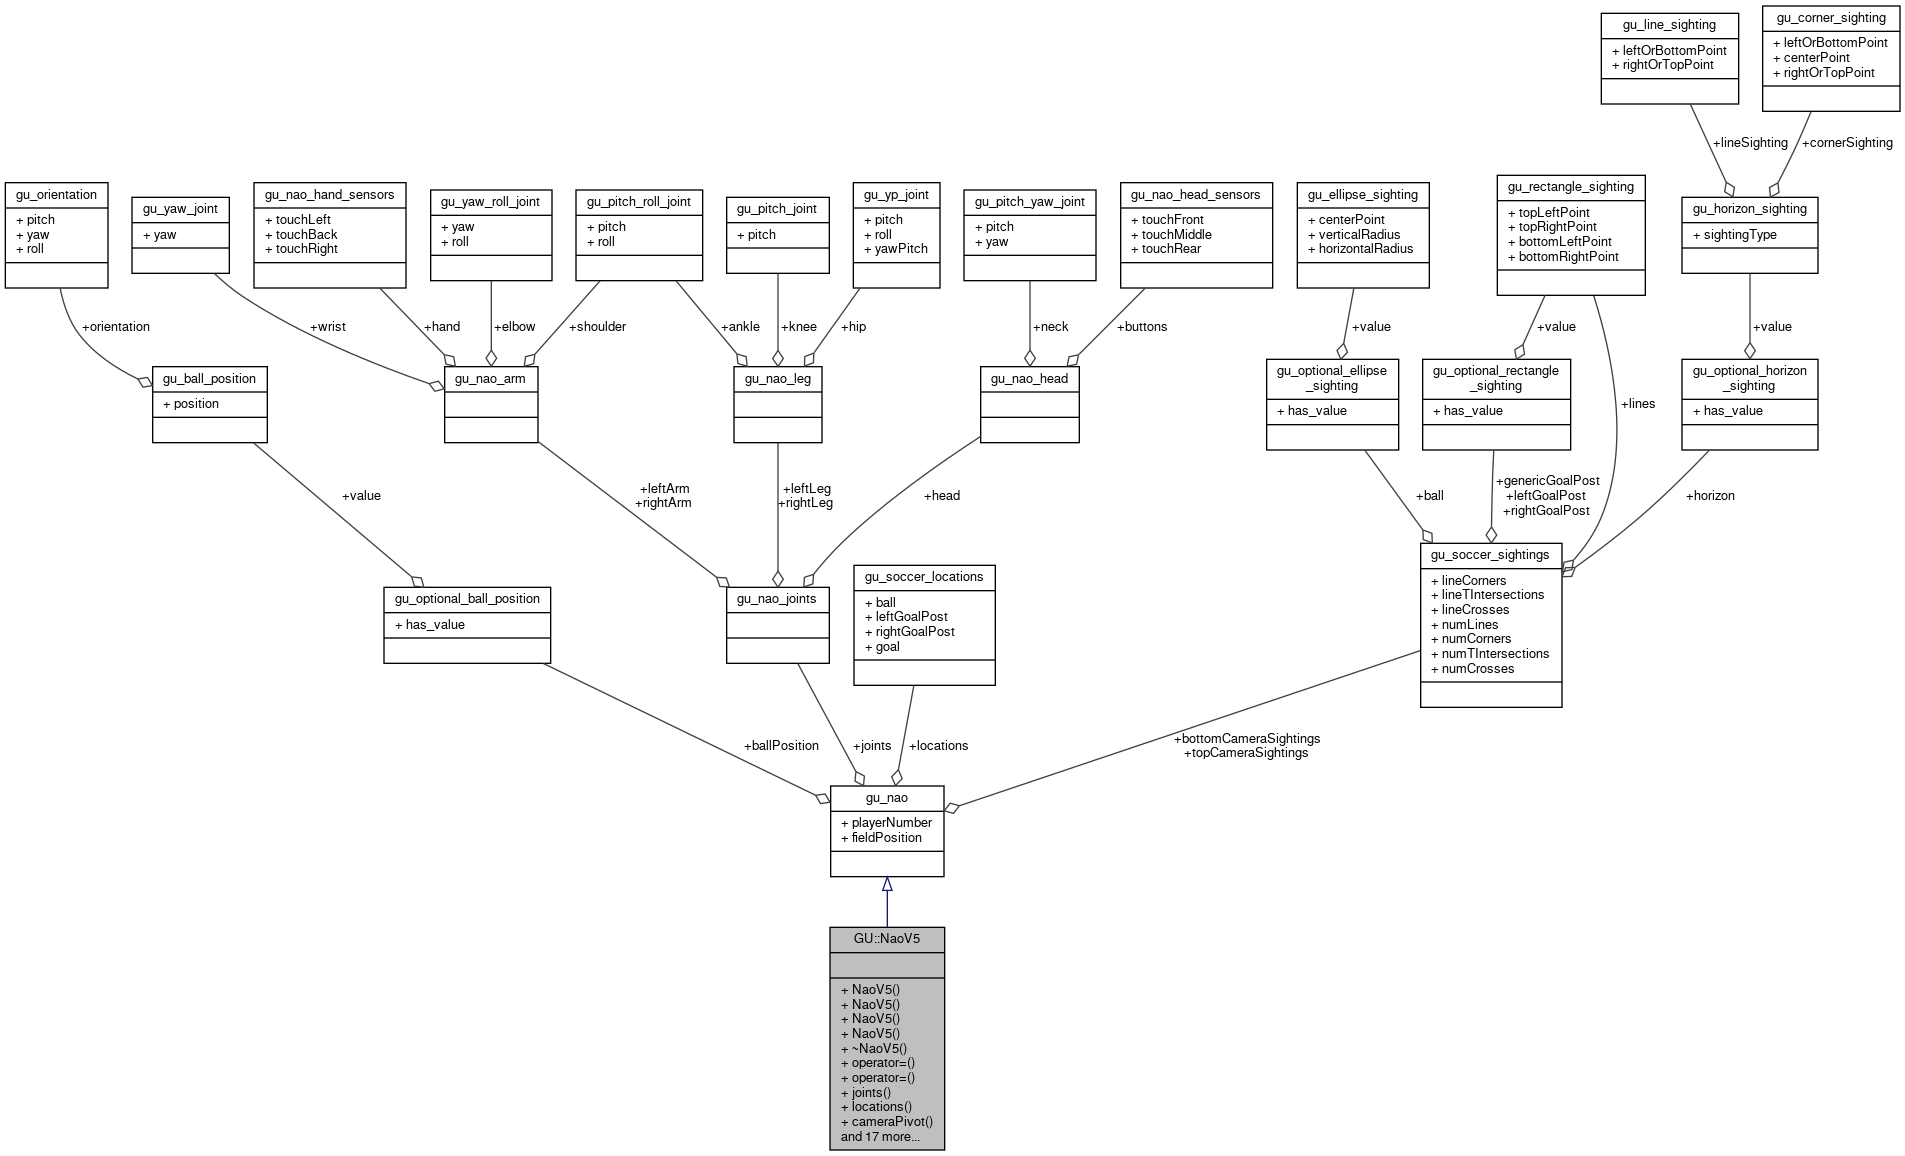 gu_line_sighting
+ leftOrBottomPoint
+ rightOrTopPoint
gu_corner_sighting
+ leftOrBottomPoint
+ centerPoint
+ rightOrTopPoint
+lineSighting
+cornerSighting
gu_orientation
+ pitch
+ yaw
+ roll
gu_yaw_joint
+ yaw
gu_nao_hand_sensors
+ touchLeft
+ touchBack
+ touchRight
gu_yaw_roll_joint
+ yaw
+ roll
gu_pitch_roll_joint
+ pitch
+ roll
gu_pitch_joint
+ pitch
gu_yp_joint
+ pitch
+ roll
+ yawPitch
gu_pitch_yaw_joint
+ pitch
+ yaw
gu_nao_head_sensors
+ touchFront
+ touchMiddle
+ touchRear
gu_ellipse_sighting
+ centerPoint
+ verticalRadius
+ horizontalRadius
gu_rectangle_sighting
+ topLeftPoint
+ topRightPoint
+ bottomLeftPoint
+ bottomRightPoint
gu_horizon_sighting
+ sightingType
+orientation
+wrist
+hand
+elbow
+shoulder
+ankle
+knee
+hip
+neck
+buttons
+value
+value
+value
+lines
gu_ball_position
+ position
gu_nao_arm
gu_nao_leg
gu_nao_head
gu_optional_ellipse
_sighting
+ has_value
gu_optional_rectangle
_sighting
+ has_value
gu_optional_horizon
_sighting
+ has_value
+value
+leftArm
+rightArm
+leftLeg
+rightLeg
+head
+ball
+genericGoalPost
+leftGoalPost
+rightGoalPost
+horizon
gu_optional_ball_position
+ has_value
gu_nao_joints
gu_soccer_locations
+ ball
+ leftGoalPost
+ rightGoalPost
+ goal
gu_soccer_sightings
+ lineCorners
+ lineTIntersections
+ lineCrosses
+ numLines
+ numCorners
+ numTIntersections
+ numCrosses
+ballPosition
+joints
+locations
+bottomCameraSightings
+topCameraSightings
gu_nao
+ playerNumber
+ fieldPosition
GU::NaoV5
+ NaoV5()
+ NaoV5()
+ NaoV5()
+ NaoV5()
+ ~NaoV5()
+ operator=()
+ operator=()
+ joints()
+ locations()
+ cameraPivot()
and 17 more...